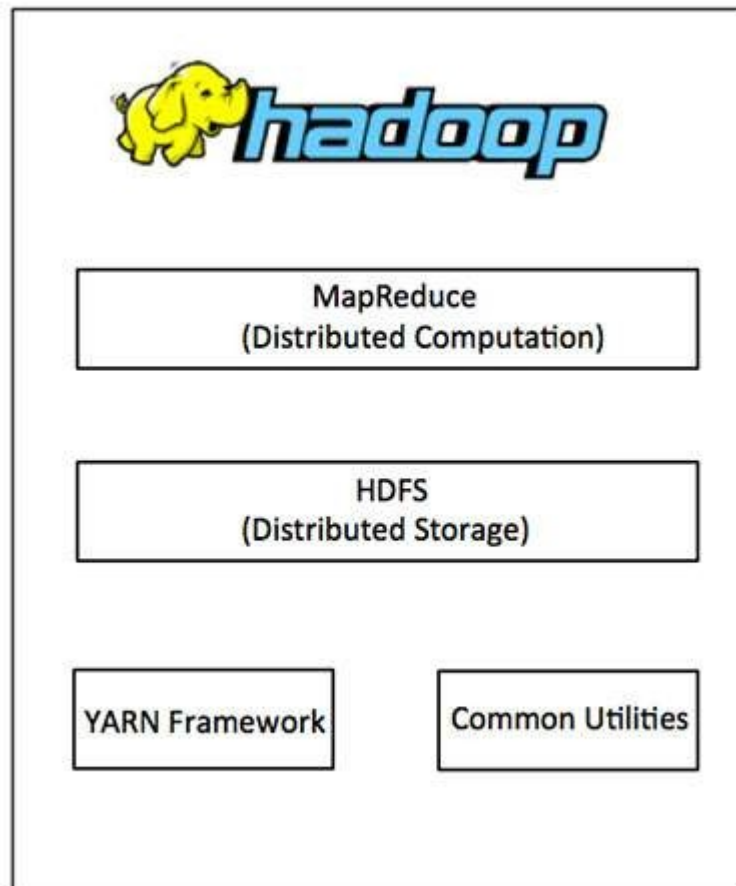 hadoop
MapReduce
(Distributed Computation)
HDFS
(Distributed Storage)
YARN Framework
Common Utilities